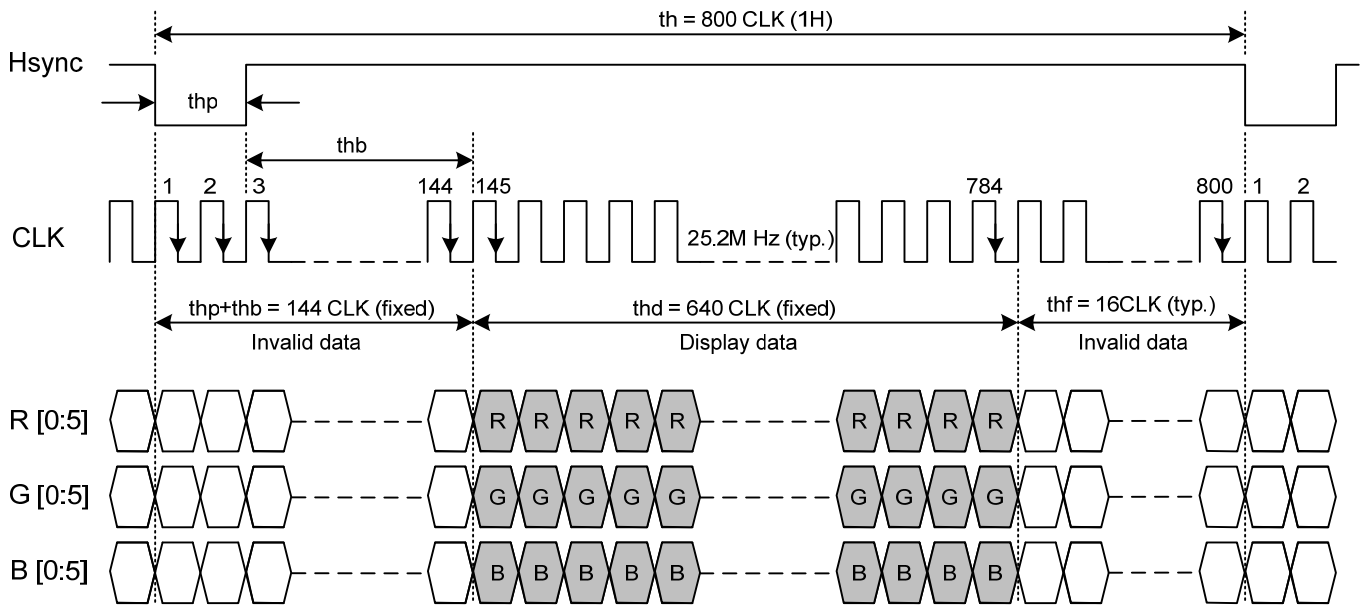 th = 800 CLK (1H)
Hsync
thp
thb
1 2 3 144 145 784 800 1 2
CLK
25.2M Hz (typ.)
thp+thb = 144 CLK (fixed) thd = 640 CLK (fixed) thf = 16CLK (typ.)
Invalid data Display data Invalid data
R [0:5] R R R R R R R R R
G [0:5] G G G G G G G G G
B [0:5] B B B B B B B B B